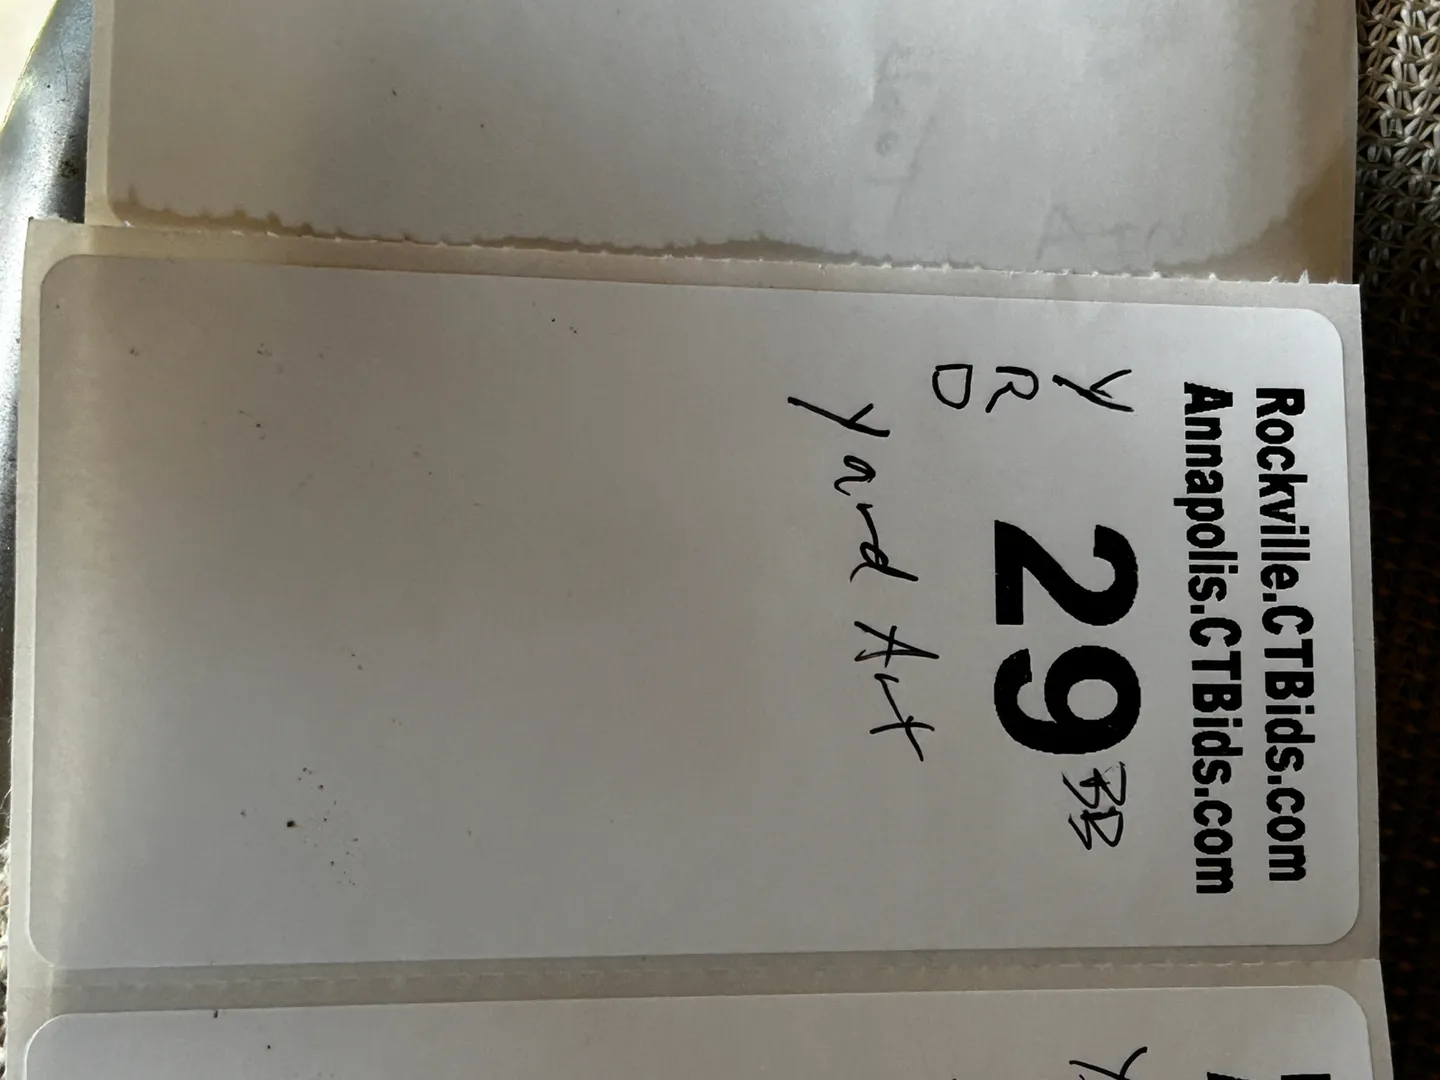 Rockville.CTBids.com
Annapolis.CTBids.com
Y
R
D
29 BB
Yard Art
Y